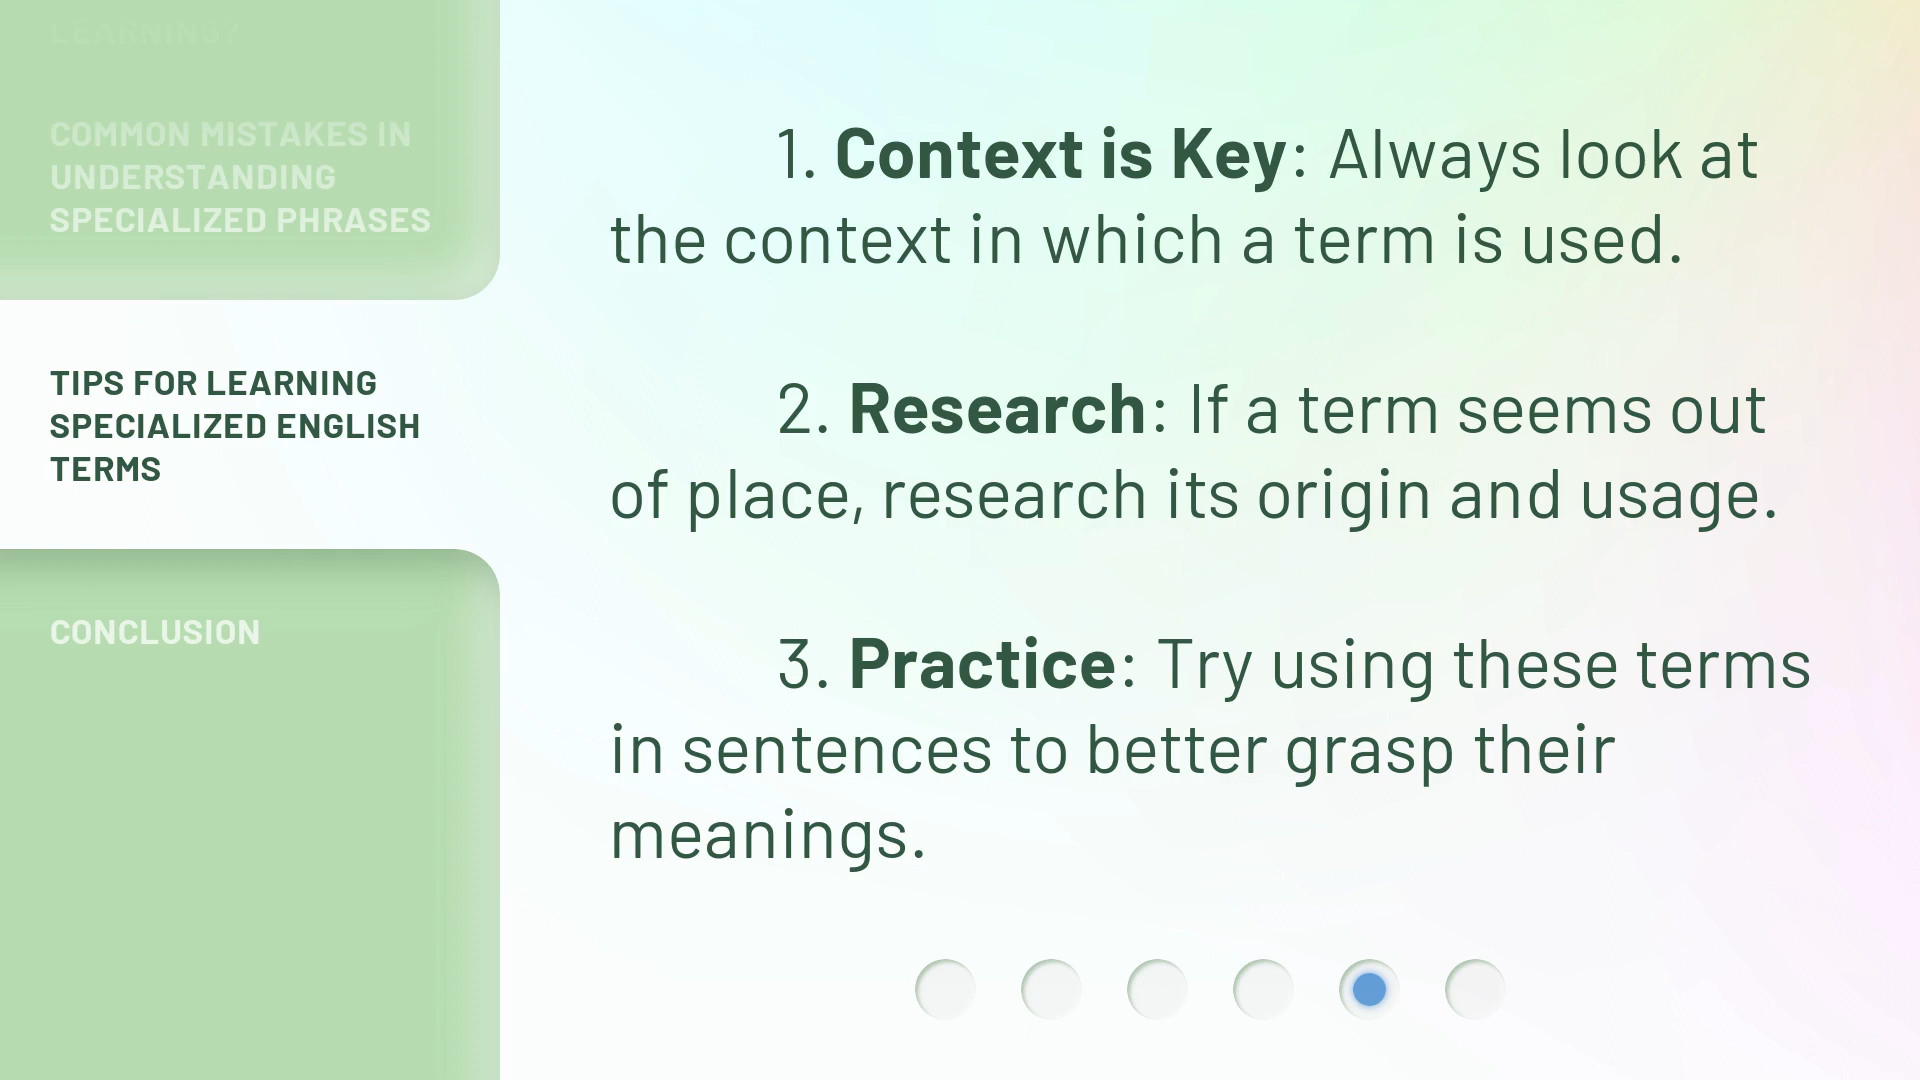 LEARNING?
COMMON MISTAKES IN
UNDERSTANDING
SPECIALIZED PHRASES
TIPS FOR LEARNING
SPECIALIZED ENGLISH
TERMS
CONCLUSION
1. Context is Key: Always look at
the context in which a term is used.
2. Research: If a term seems out
of place, research its origin and usage.
3. Practice: Try using these terms
in sentences to better grasp their
meanings.